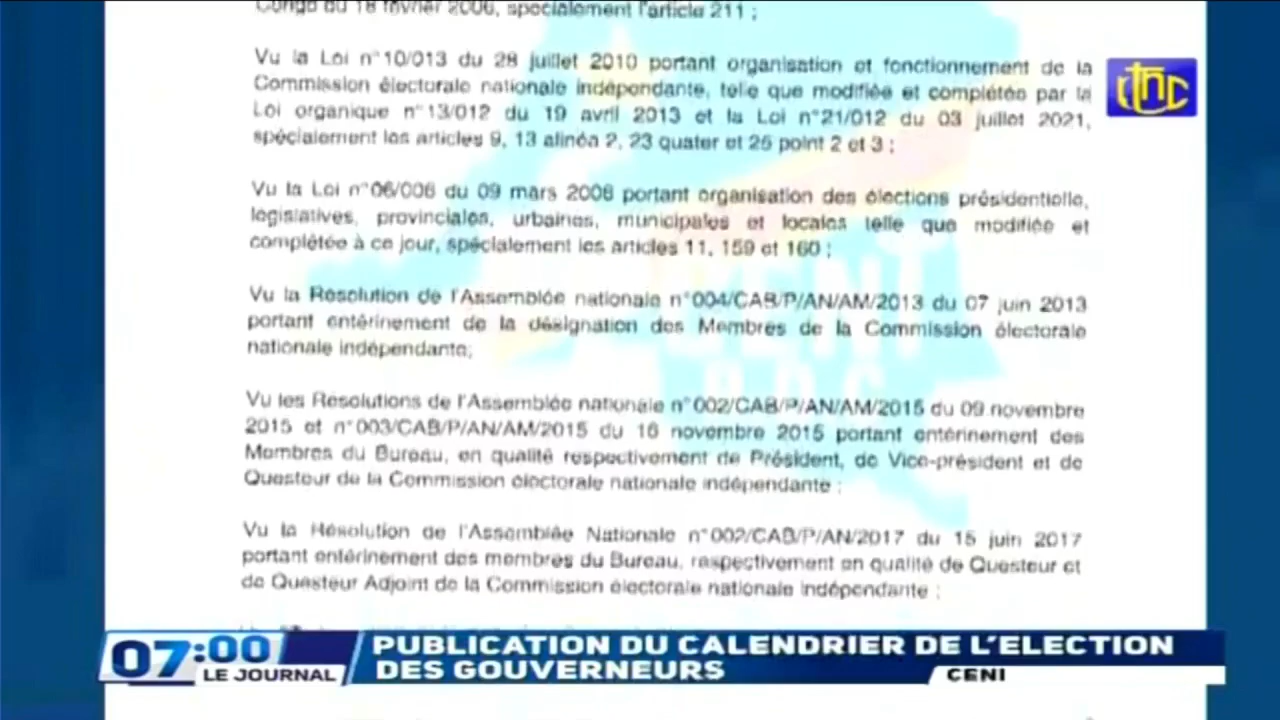 Congo du 18 février 2006, spécialement l'article 211 ;
Vu la Loi n°10/013 du 28 juillet 2010 portant organisation et fonctionnement de la
Commission électorale nationale indépendante, telle que modifiée et complétée par la
Loi organique n°13/012 du 19 avril 2013 et la Loi n°21/012 du 03 juillet 2021,
spécialement les articles 9, 13 alinéa 2, 23 quater et 25 point 2 et 3 ;
Vu la Loi n°06/006 du 09 mars 2006 portant organisation des élections présidentielle,
législatives, provinciales, urbaines, municipales et locales telle que modifiée et
complétée à ce jour, spécialement les articles 11, 159 et 160 ;
Vu la Résolution de l'Assemblée nationale n°004/CAB/P/AN/AM/2013 du 07 juin 2013
portant entérinement de la désignation des Membres de la Commission électorale
nationale indépendante;
Vu les Résolutions de l'Assemblée nationale n°002/CAB/P/AN/AM/2015 du 09 novembre
2015 et n°003/CAB/P/AN/AM/2015 du 16 novembre 2015 portant entérinement des
Membres du Bureau, en qualité respectivement de Président, de Vice-président et de
Questeur de la Commission électorale nationale indépendante ;
Vu la Résolution de l'Assemblée Nationale n°002/CAB/P/AN/2017 du 15 juin 2017
portant entérinement des membres du Bureau, respectivement en qualité de Questeur et
de Questeur Adjoint de la Commission électorale nationale indépendante ;
CENI
RDC
rtnc
07:00
LE JOURNAL
PUBLICATION DU CALENDRIER DE L'ELECTION
DES GOUVERNEURS
CENI